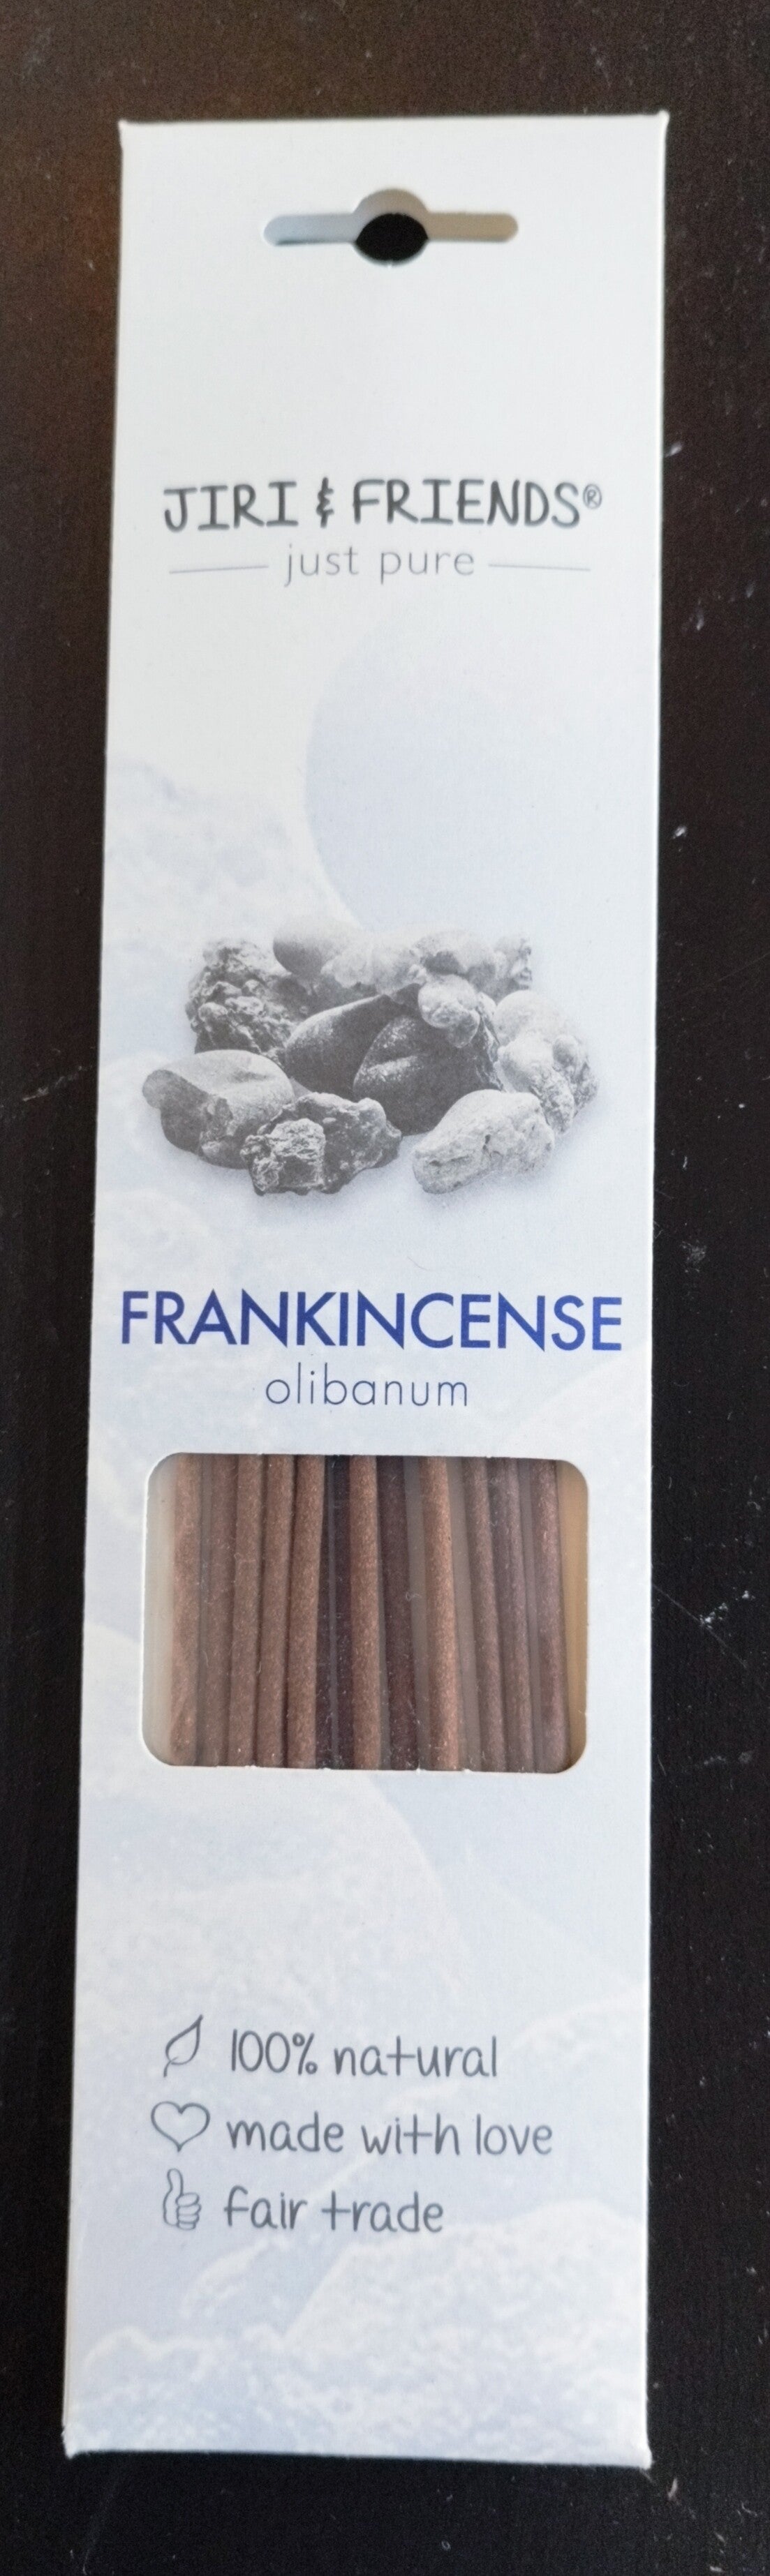 JIRI & FRIENDS®
just pure
FRANKINCENSE
olibanum
100% natural
made with love
fair trade